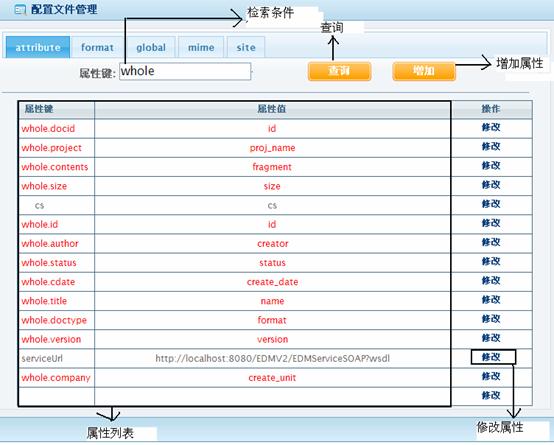 配置文件管理
检索条件
查询
attribute format global mime site
属性键: whole 查询 增加 增加属性
属性键 属性值 操作
whole.docid id 修改
whole.project proj_name 修改
whole.contents fragment 修改
whole.size size 修改
cs cs 修改
whole.id id 修改
whole.author creator 修改
whole.status status 修改
whole.cdate create_date 修改
whole.title name 修改
whole.doctype format 修改
whole.version version 修改
serviceUrl http://localhost:8080/EDMV2/EDMServiceSOAP?wsdl 修改
whole.company create_unit 修改
修改
属性列表 修改属性